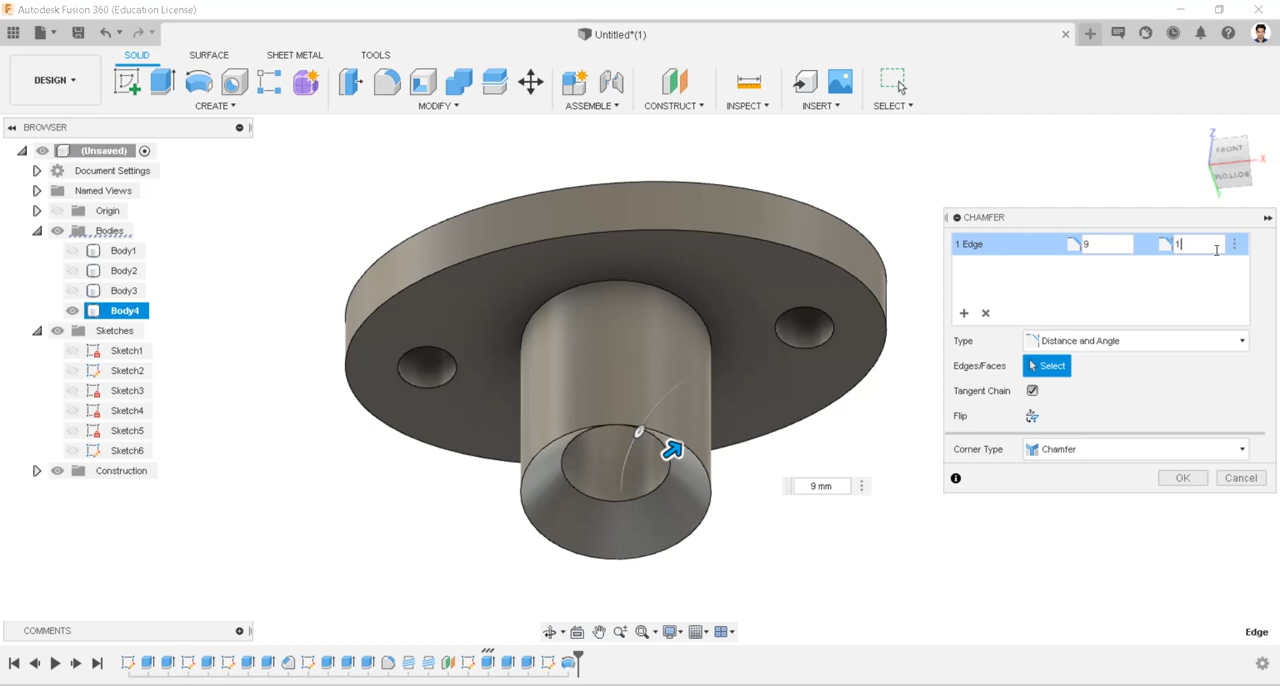 Autodesk Fusion 360 (Education License)
Untitled*(1)
DESIGN
SOLID SURFACE SHEET METAL TOOLS
CREATE MODIFY ASSEMBLE CONSTRUCT INSPECT INSERT SELECT
BROWSER
(Unsaved)
Document Settings
Named Views
Origin
Bodies
Body1
Body2
Body3
Body4
Sketches
Sketch1
Sketch2
Sketch3
Sketch4
Sketch5
Sketch6
Construction
Z
FRONT
X
BOTTOM
Y
CHAMFER
1 Edge 9 1
Type Distance and Angle
Edges/Faces Select
Tangent Chain
Flip
Corner Type Chamfer
OK Cancel
9 mm
COMMENTS
Edge